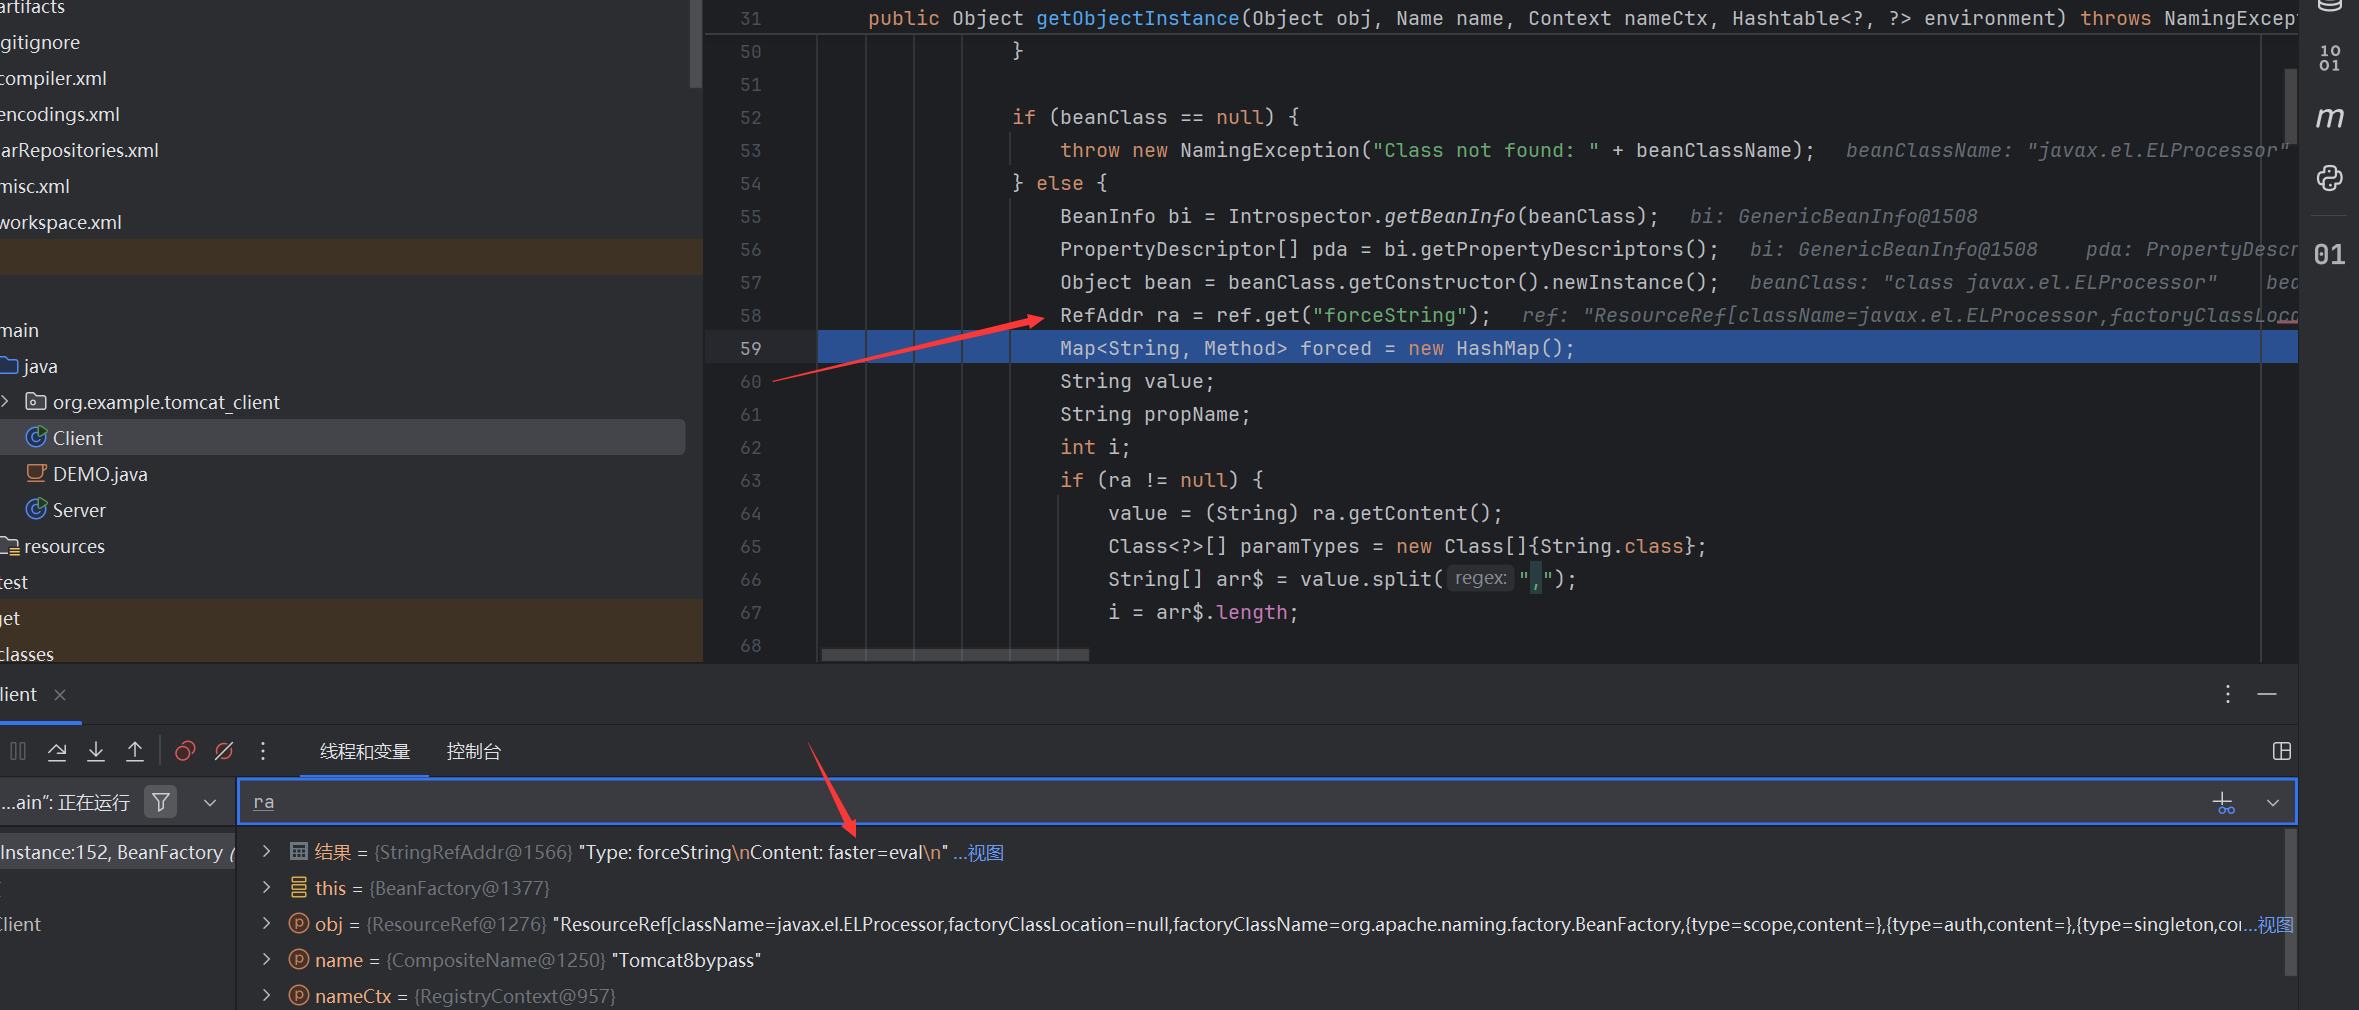 artifacts
.gitignore
compiler.xml
encodings.xml
jarRepositories.xml
misc.xml
workspace.xml
main
java
org.example.tomcat_client
Client
DEMO.java
Server
resources
test
get
classes
31 public Object getObjectInstance(Object obj, Name name, Context nameCtx, Hashtable<?, ?> environment) throws NamingExcept
50 }
51
52 if (beanClass == null) {
53 throw new NamingException("Class not found: " + beanClassName); beanClassName: "javax.el.ELProcessor"
54 } else {
55 BeanInfo bi = Introspector.getBeanInfo(beanClass); bi: GenericBeanInfo@1508
56 PropertyDescriptor[] pda = bi.getPropertyDescriptors(); bi: GenericBeanInfo@1508 pda: PropertyDescr
57 Object bean = beanClass.getConstructor().newInstance(); beanClass: "class javax.el.ELProcessor" bea
58 RefAddr ra = ref.get("forceString"); ref: "ResourceRef[className=javax.el.ELProcessor,factoryClassLoca
59 Map<String, Method> forced = new HashMap();
60 String value;
61 String propName;
62 int i;
63 if (ra != null) {
64 value = (String) ra.getContent();
65 Class<?>[] paramTypes = new Class[]{String.class};
66 String[] arr$ = value.split( regex: ",");
67 i = arr$.length;
68
10
01
m
01
lient ×
线程和变量 控制台
...ain": 正在运行
ra
Instance:152, BeanFactory (
Client
结果 = {StringRefAddr@1566} "Type: forceString\nContent: faster=eval\n" ...视图
this = {BeanFactory@1377}
obj = {ResourceRef@1276} "ResourceRef[className=javax.el.ELProcessor,factoryClassLocation=null,factoryClassName=org.apache.naming.factory.BeanFactory,{type=scope,content=},{type=auth,content=},{type=singleton,cor...视图
name = {CompositeName@1250} "Tomcat8bypass"
nameCtx = {RegistryContext@957}